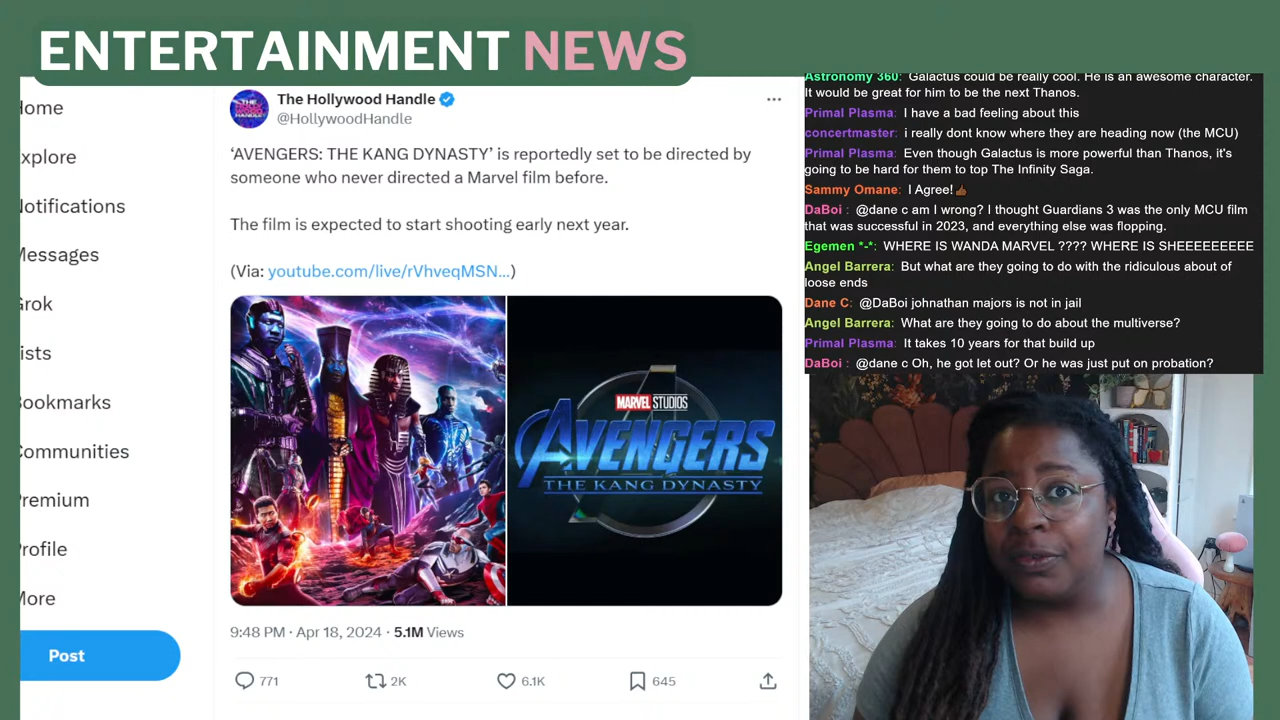 ENTERTAINMENT NEWS
ome
xplore
otifications
essages
rok
ists
ookmarks
ommunities
remium
rofile
ore
Post
The Hollywood Handle
@HollywoodHandle
‘AVENGERS: THE KANG DYNASTY’ is reportedly set to be directed by
someone who never directed a Marvel film before.
The film is expected to start shooting early next year.
(Via: youtube.com/live/rVhveqMSN…)
MARVEL STUDIOS
AVENGERS
THE KANG DYNASTY
9:48 PM · Apr 18, 2024 · 5.1M Views
771 2K 6.1K 645
Astronomy 360: Galactus could be really cool. He is an awesome character.
It would be great for him to be the next Thanos.
Primal Plasma: I have a bad feeling about this
concertmaster: i really dont know where they are heading now (the MCU)
Primal Plasma: Even though Galactus is more powerful than Thanos, it's
going to be hard for them to top The Infinity Saga.
Sammy Omane: I Agree!👍🏾
DaBoi : @dane c am I wrong? I thought Guardians 3 was the only MCU film
that was successful in 2023, and everything else was flopping.
Egemen *-*: WHERE IS WANDA MARVEL ???? WHERE IS SHEEEEEEEE
Angel Barrera: But what are they going to do with the ridiculous about of
loose ends
Dane C: @DaBoi johnathan majors is not in jail
Angel Barrera: What are they going to do about the multiverse?
Primal Plasma: It takes 10 years for that build up
DaBoi : @dane c Oh, he got let out? Or he was just put on probation?